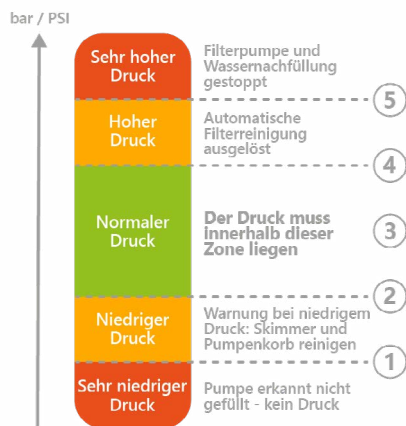 bar / PSI
Sehr hoher
Druck
Filterpumpe und
Wassernachfüllung
gestoppt
5
Hoher
Druck
Automatische
Filterreinigung
ausgelöst
4
Normaler
Druck
Der Druck muss
innerhalb dieser
Zone liegen
3
2
Niedriger
Druck
Warnung bei niedrigem
Druck: Skimmer und
Pumpenkorb reinigen
1
Sehr niedriger
Druck
Pumpe erkannt nicht
gefüllt - kein Druck